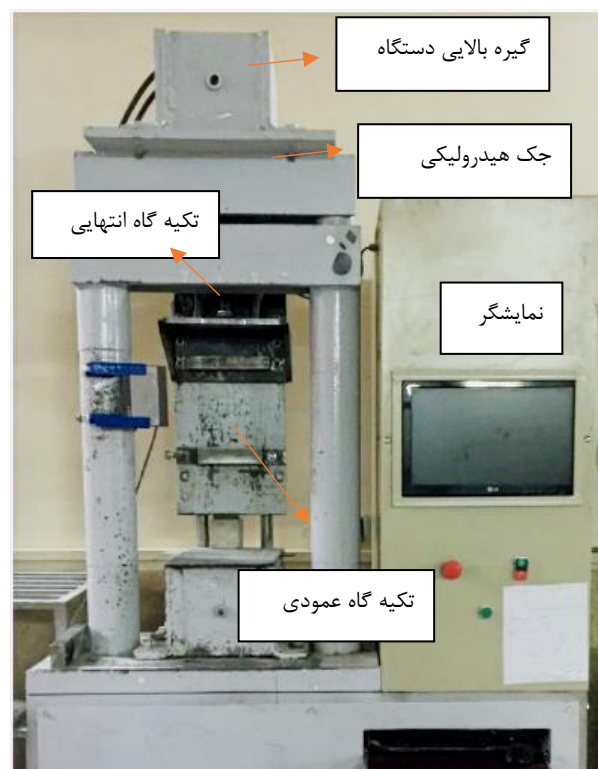 گیره بالایی دستگاه
جک هیدرولیکی
تکیه گاه انتهایی
نمایشگر
تکیه گاه عمودی